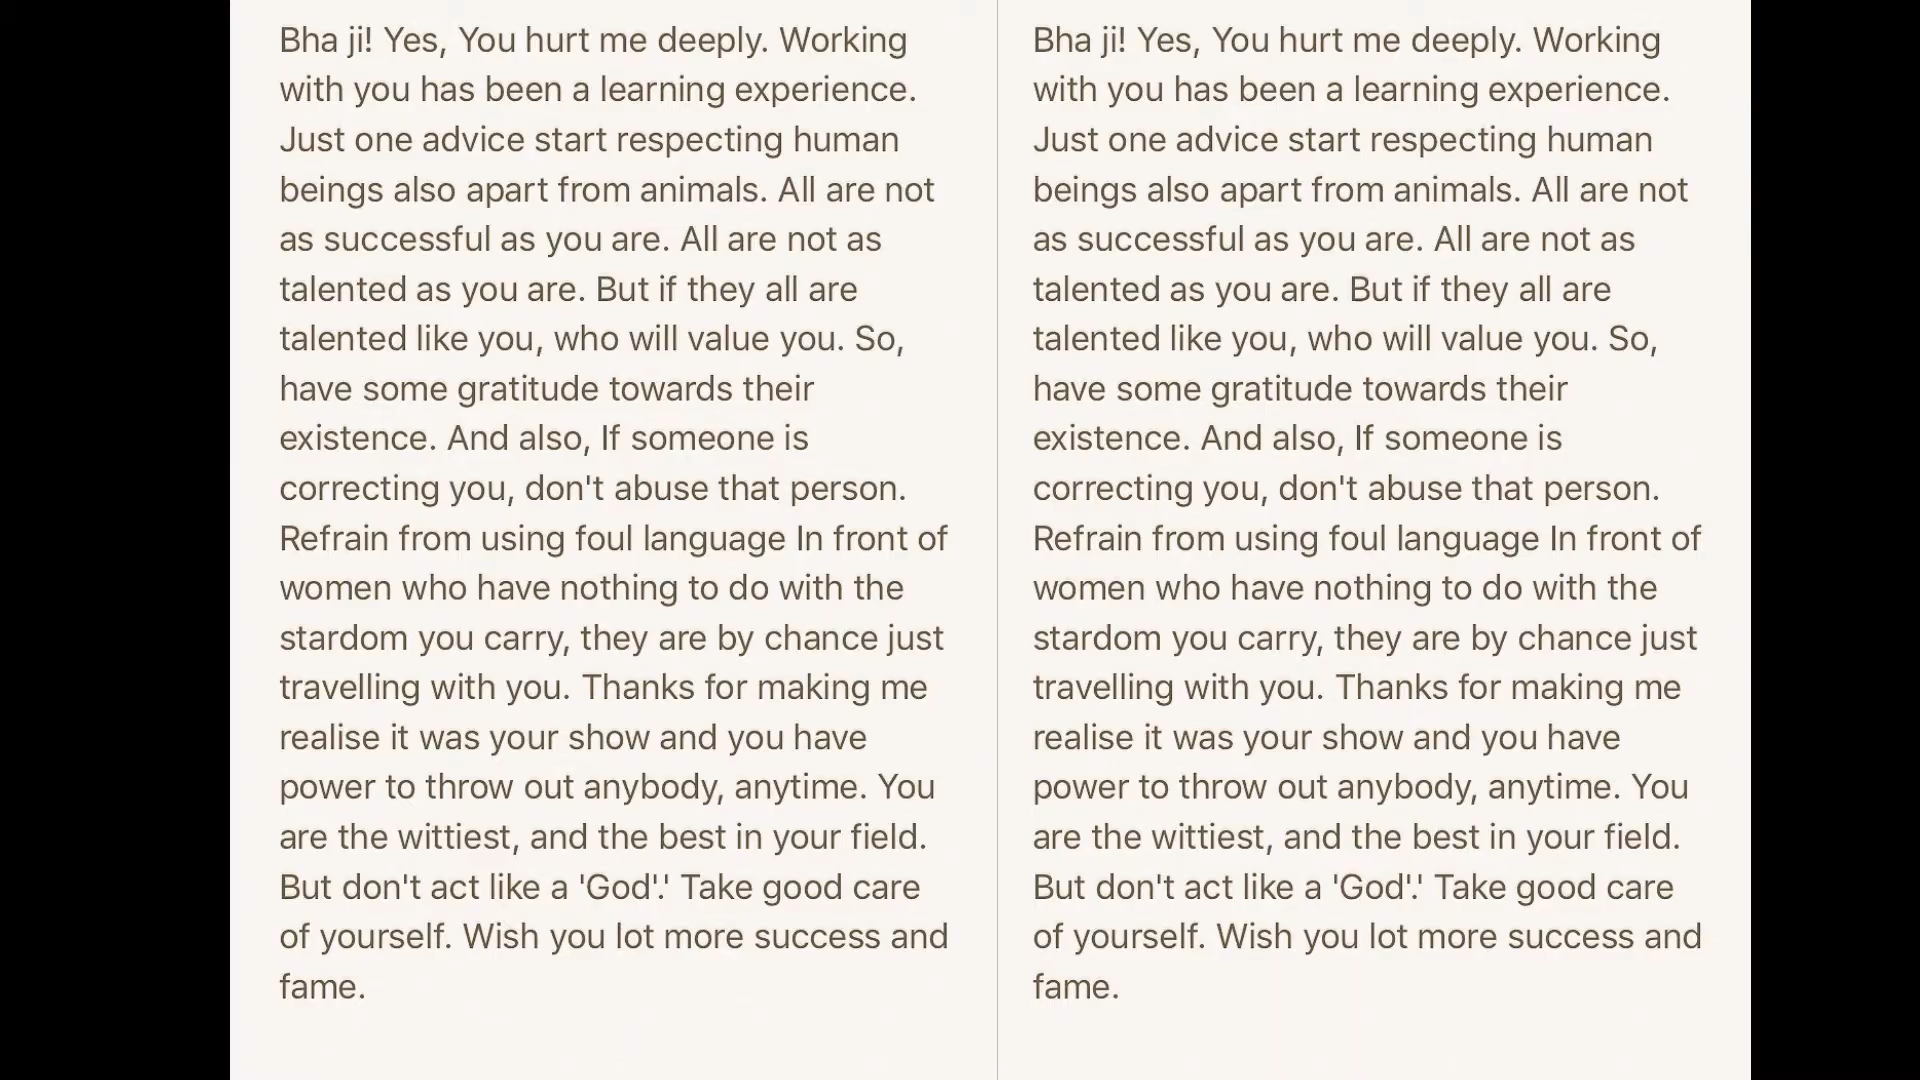 Bha ji! Yes, You hurt me deeply. Working
with you has been a learning experience.
Just one advice start respecting human
beings also apart from animals. All are not
as successful as you are. All are not as
talented as you are. But if they all are
talented like you, who will value you. So,
have some gratitude towards their
existence. And also, If someone is
correcting you, don't abuse that person.
Refrain from using foul language In front of
women who have nothing to do with the
stardom you carry, they are by chance just
travelling with you. Thanks for making me
realise it was your show and you have
power to throw out anybody, anytime. You
are the wittiest, and the best in your field.
But don't act like a 'God'.' Take good care
of yourself. Wish you lot more success and
fame.
Bha ji! Yes, You hurt me deeply. Working
with you has been a learning experience.
Just one advice start respecting human
beings also apart from animals. All are not
as successful as you are. All are not as
talented as you are. But if they all are
talented like you, who will value you. So,
have some gratitude towards their
existence. And also, If someone is
correcting you, don't abuse that person.
Refrain from using foul language In front of
women who have nothing to do with the
stardom you carry, they are by chance just
travelling with you. Thanks for making me
realise it was your show and you have
power to throw out anybody, anytime. You
are the wittiest, and the best in your field.
But don't act like a 'God'.' Take good care
of yourself. Wish you lot more success and
fame.